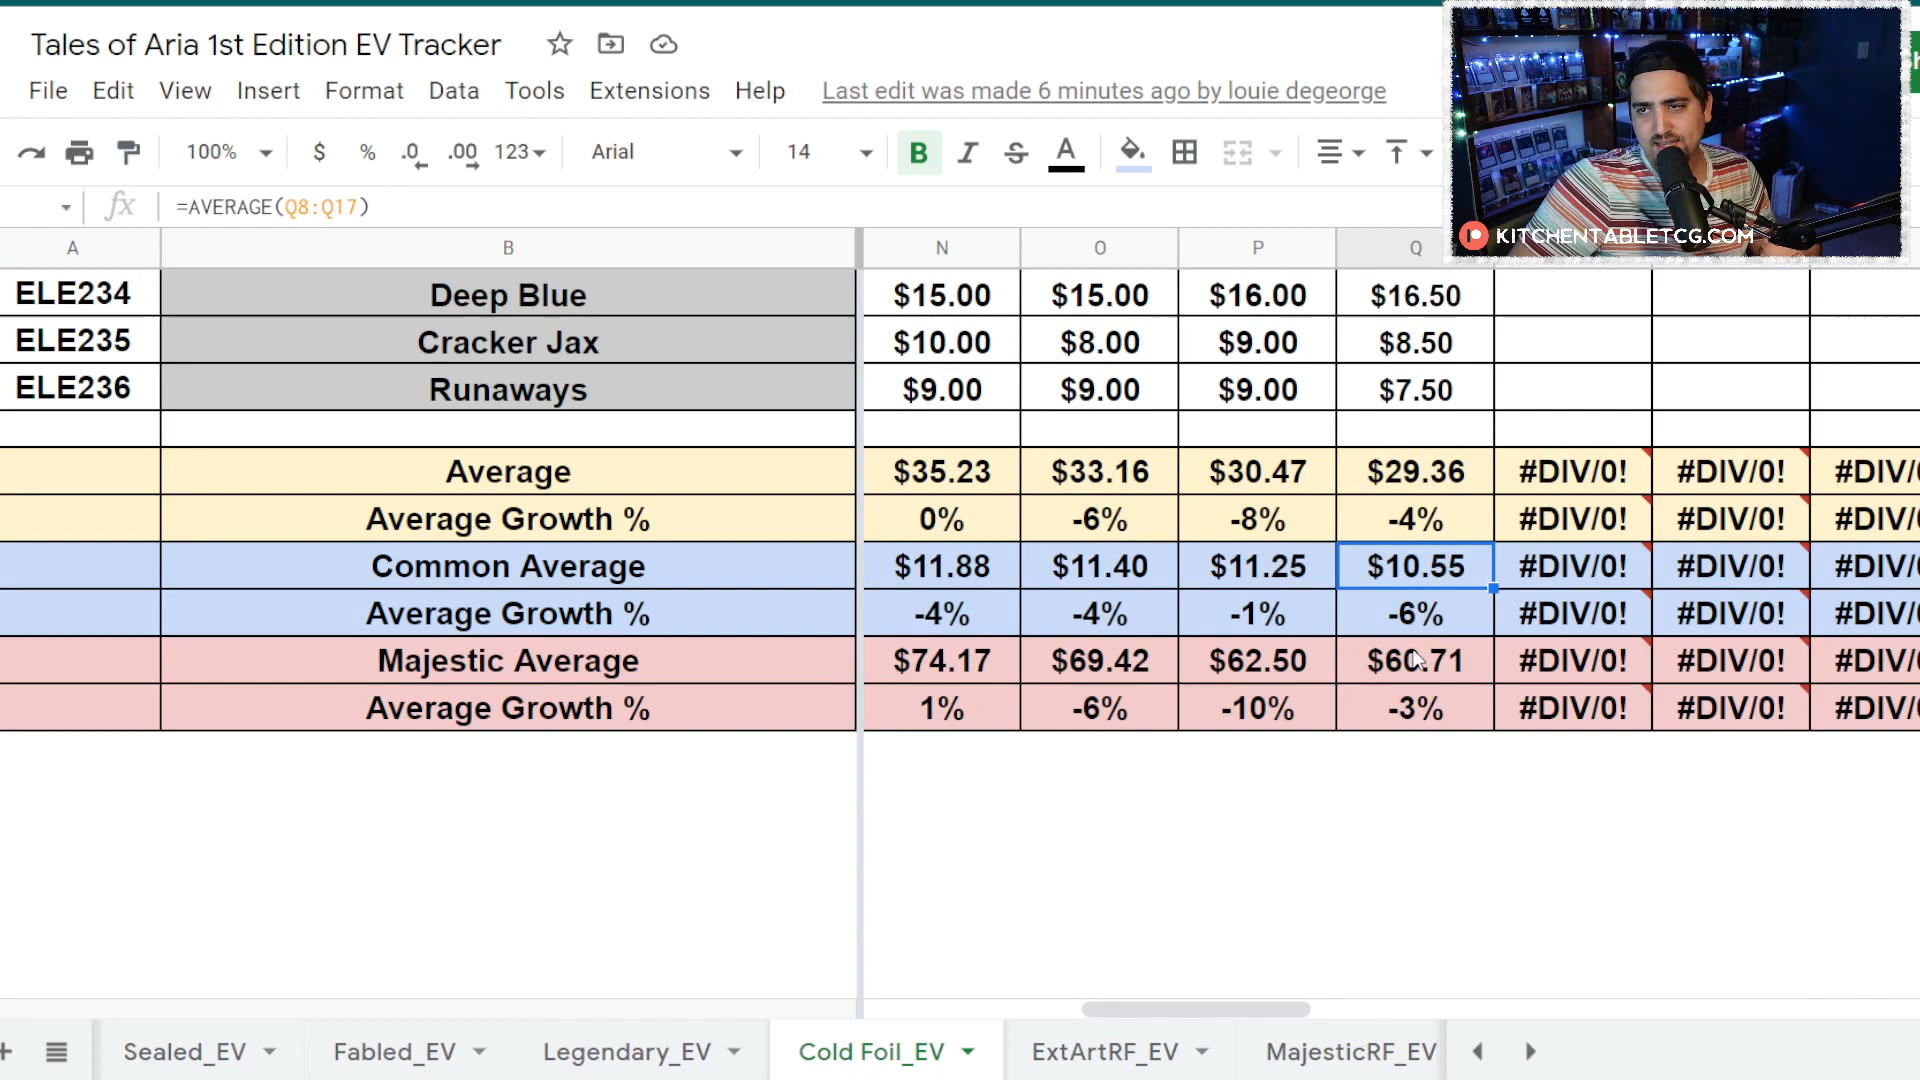 Tales of Aria 1st Edition EV Tracker
File Edit View Insert Format Data Tools Extensions Help Last edit was made 6 minutes ago by louie degeorge
100% $ % .0 .00 123 Arial 14 B I S A
fx =AVERAGE(Q8:Q17)
KITCHENTABLETCG.COM
A B N O P Q
ELE234 Deep Blue $15.00 $15.00 $16.00 $16.50
ELE235 Cracker Jax $10.00 $8.00 $9.00 $8.50
ELE236 Runaways $9.00 $9.00 $9.00 $7.50
Average $35.23 $33.16 $30.47 $29.36 #DIV/0! #DIV/0! #DIV/0
Average Growth % 0% -6% -8% -4% #DIV/0! #DIV/0! #DIV/0
Common Average $11.88 $11.40 $11.25 $10.55 #DIV/0! #DIV/0! #DIV/0
Average Growth % -4% -4% -1% -6% #DIV/0! #DIV/0! #DIV/0
Majestic Average $74.17 $69.42 $62.50 $60.71 #DIV/0! #DIV/0! #DIV/0
Average Growth % 1% -6% -10% -3% #DIV/0! #DIV/0! #DIV/0
Sealed_EV Fabled_EV Legendary_EV Cold Foil_EV ExtArtRF_EV MajesticRF_EV